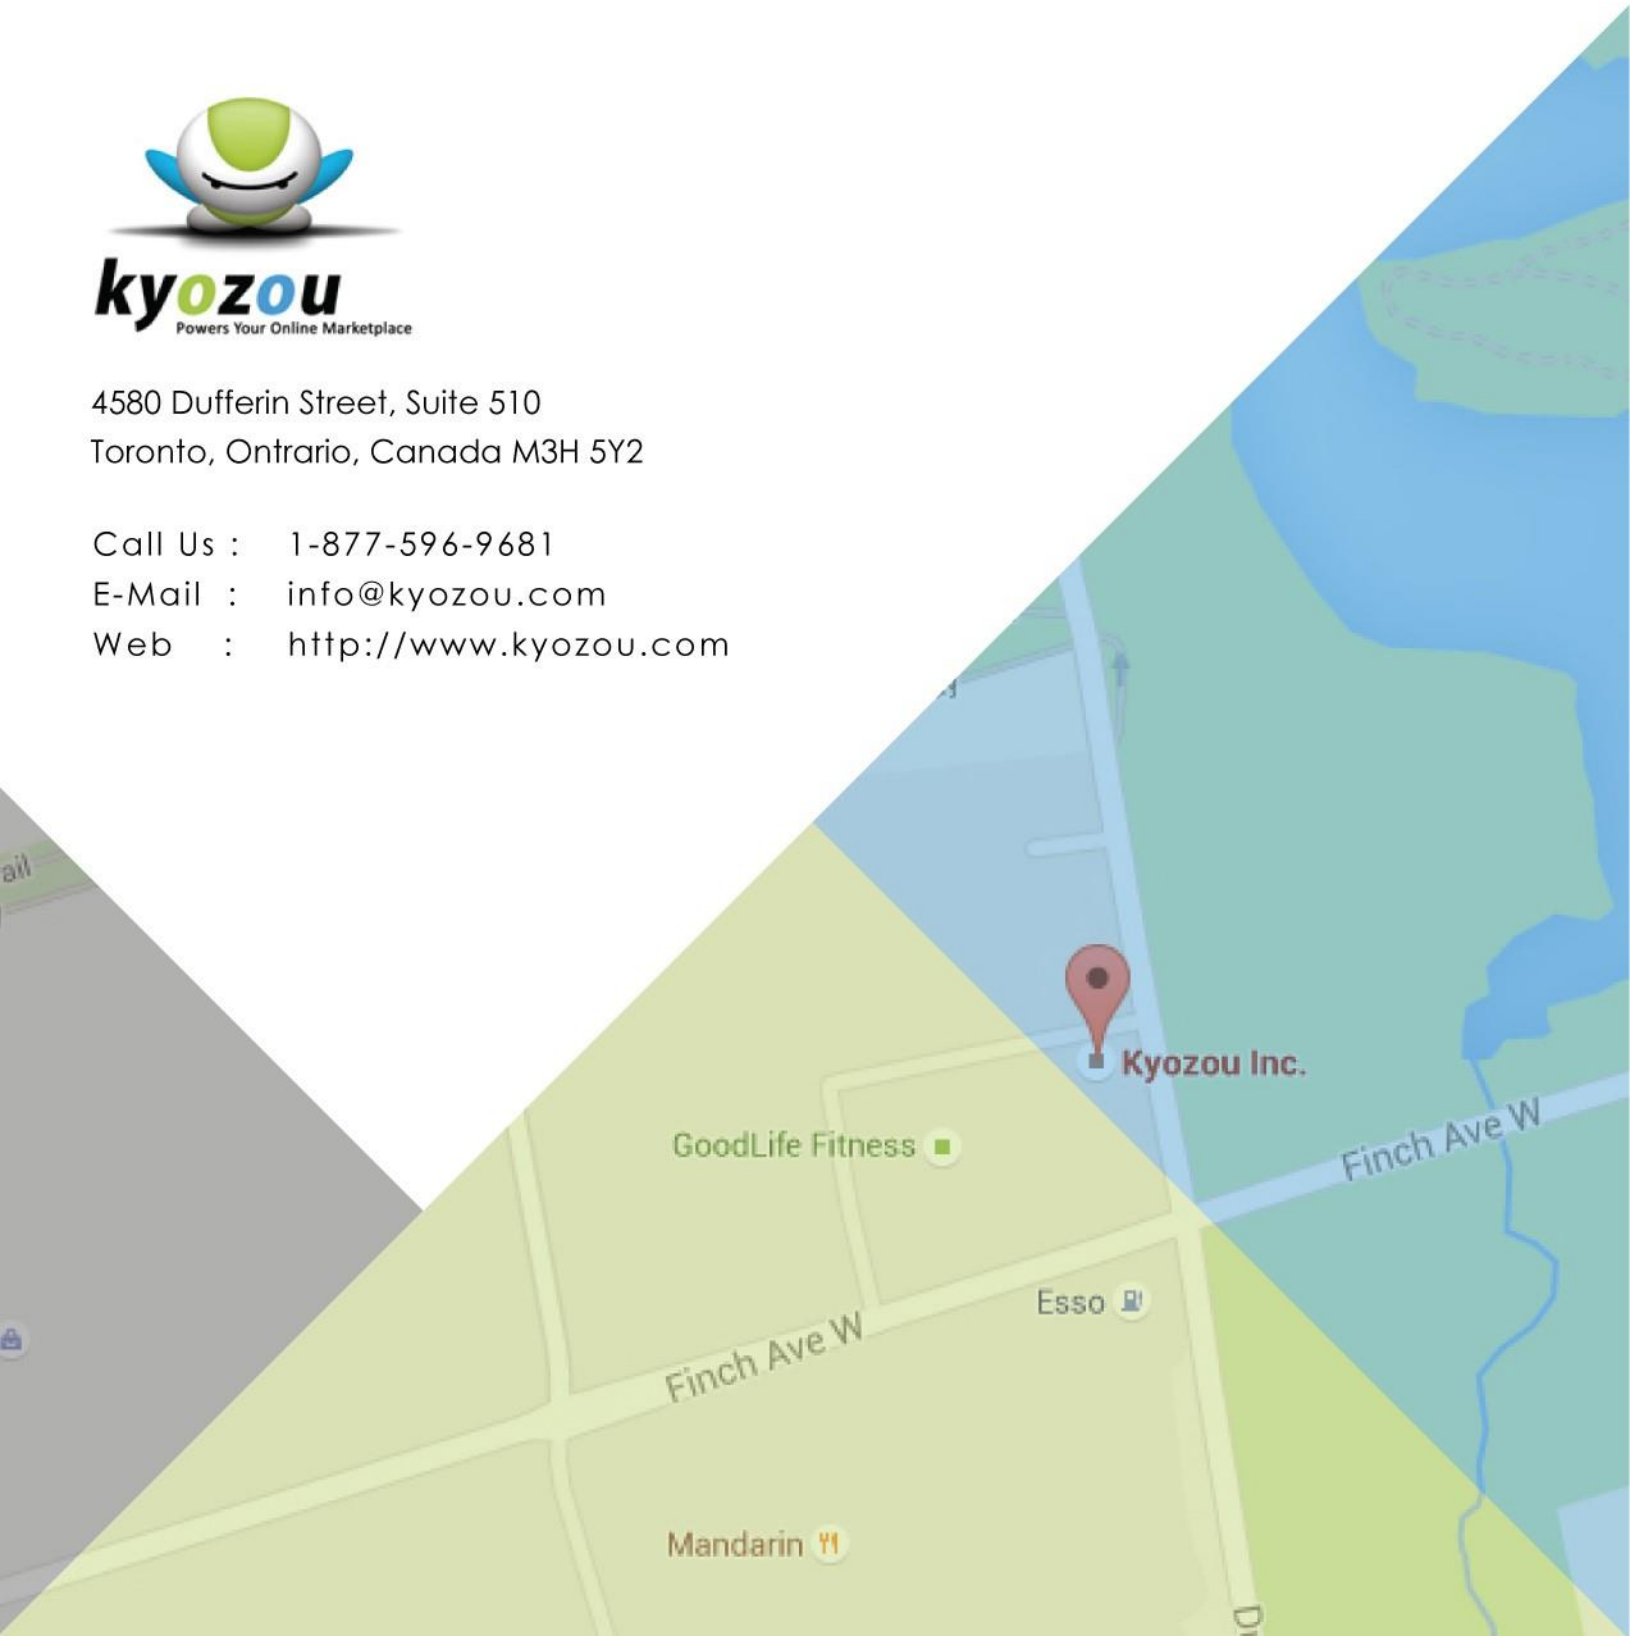 kyozou
Powers Your Online Marketplace
4580 Dufferin Street, Suite 510
Toronto, Ontrario, Canada M3H 5Y2
Call Us : 1-877-596-9681
E-Mail : info@kyozou.com
Web : http://www.kyozou.com
ail
Kyozou Inc.
Finch Ave W
GoodLife Fitness
Esso
Finch Ave W
Mandarin